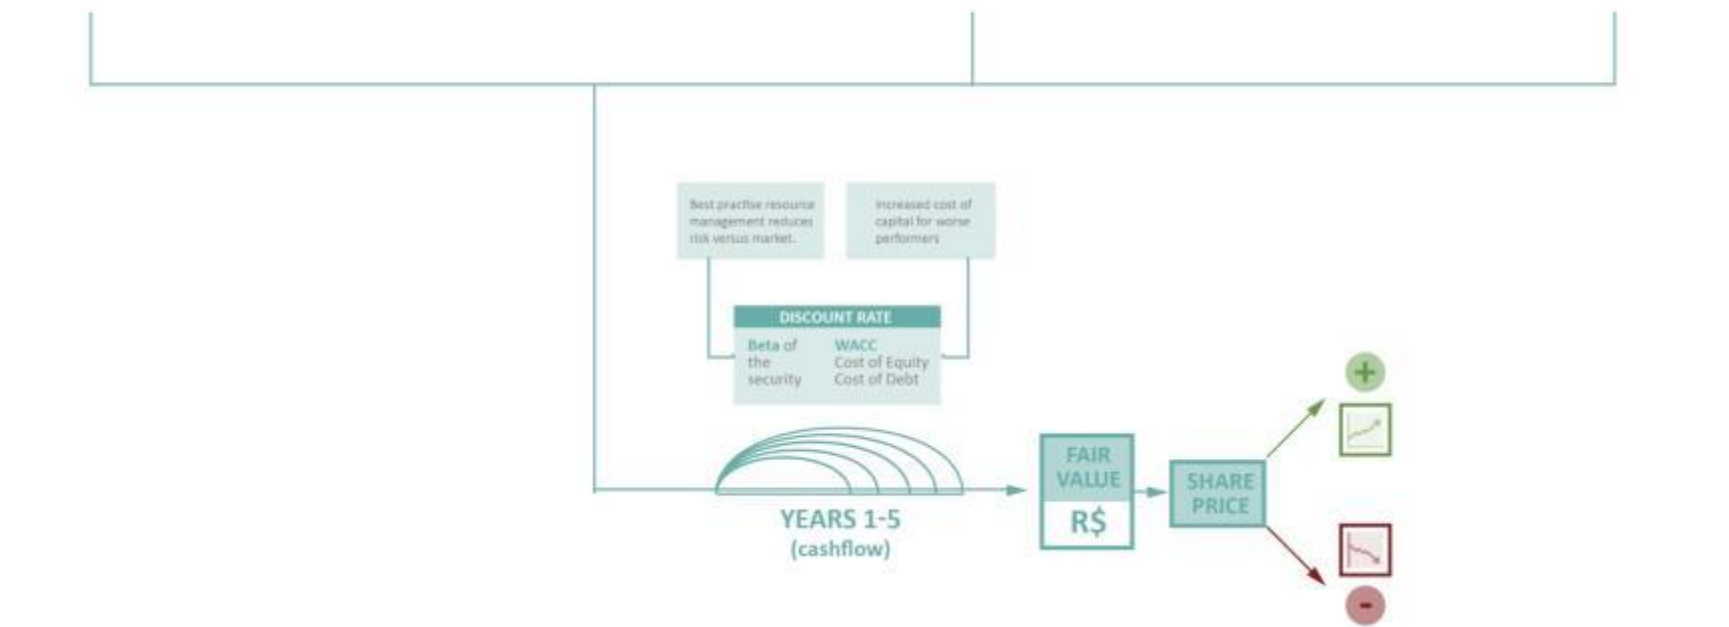 Best practise resource
management reduces
risk versus market.
Increased cost of
capital for worse
performers
DISCOUNT RATE
Beta of
the
security
WACC
Cost of Equity
Cost of Debt
YEARS 1-5
(cashflow)
FAIR
VALUE
R$
SHARE
PRICE
+
-